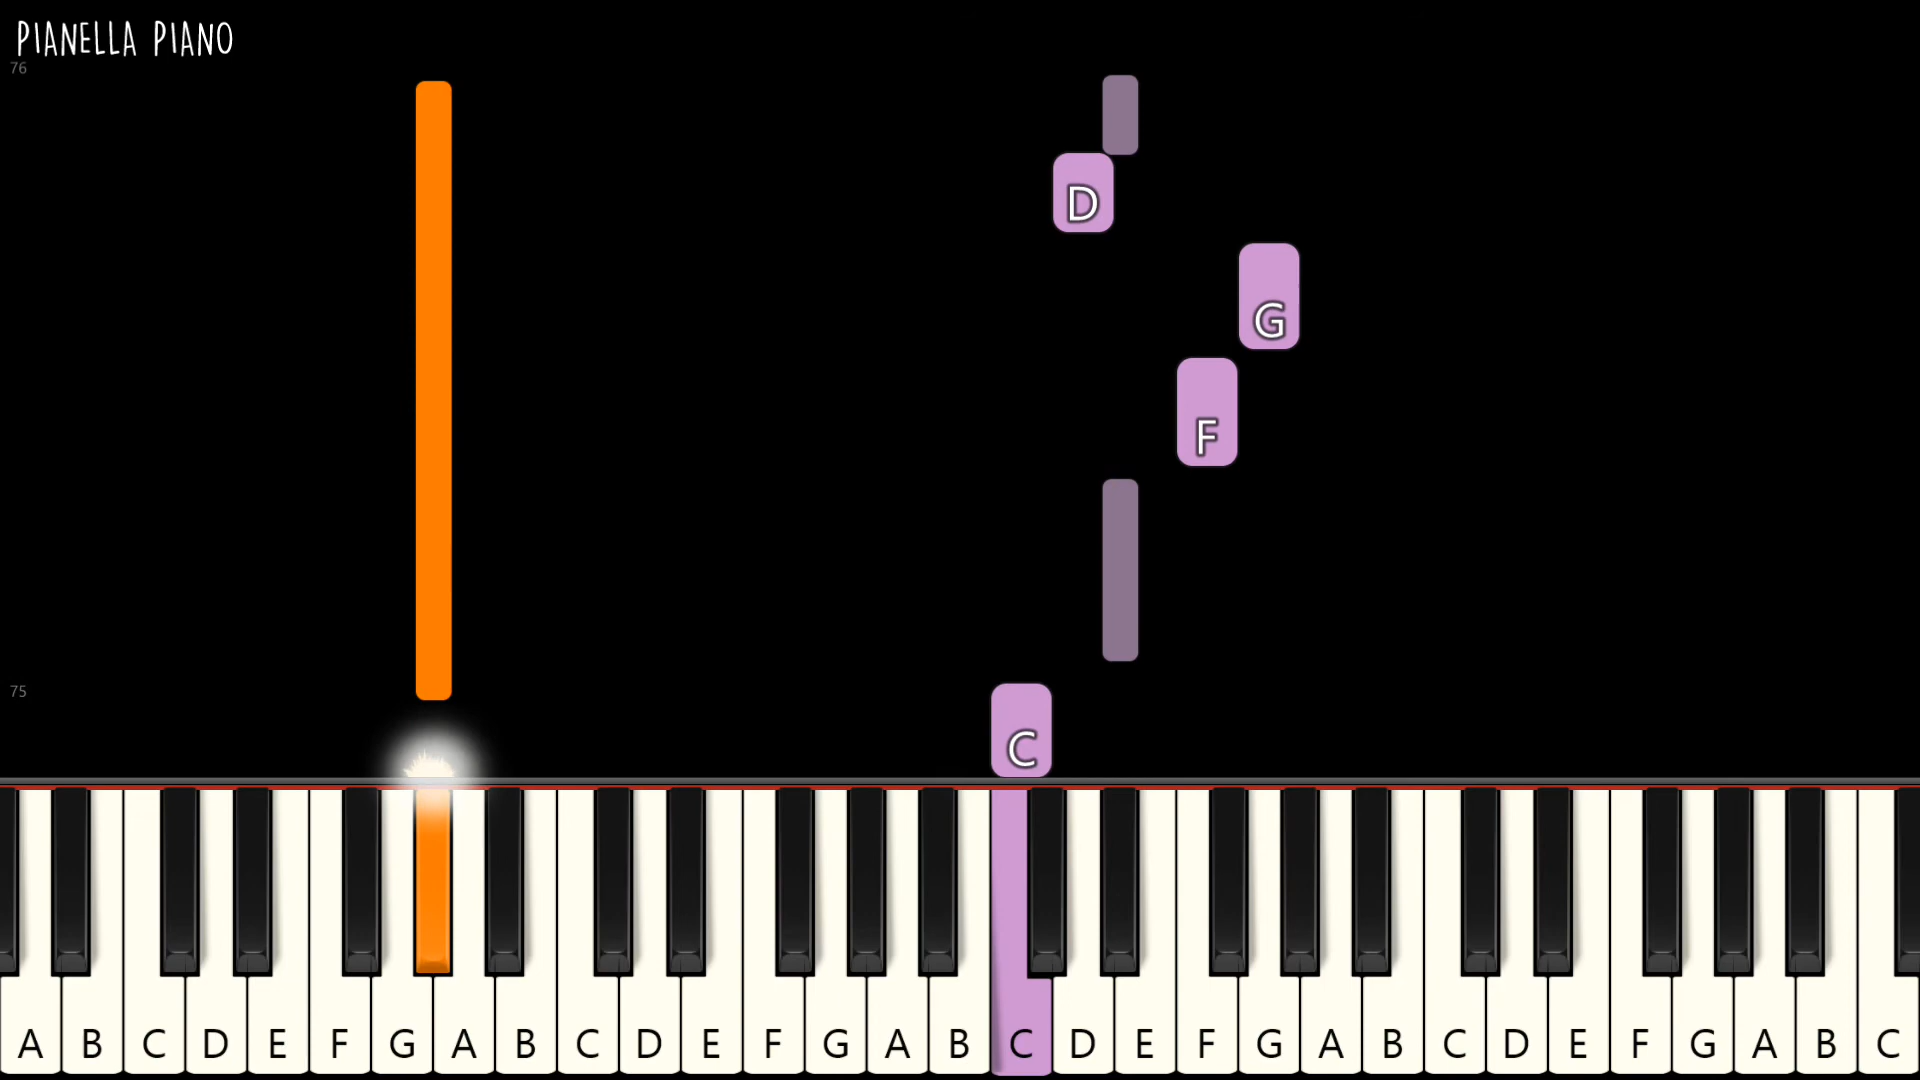 PIANELLA PIANO
76
D
G
F
75
C
A B C D E F G A B C D E F G A B C D E F G A B C D E F G A B C